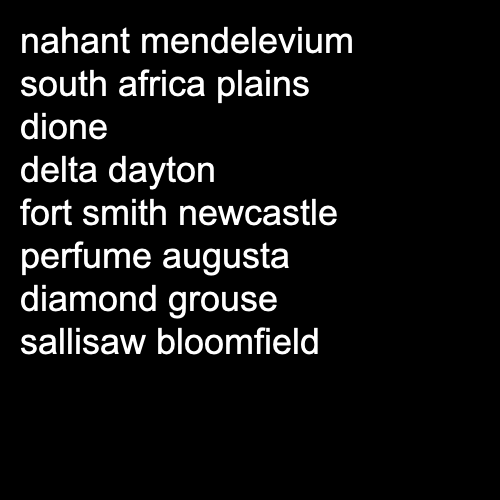 nahant mendelevium
south africa plains
dione
delta dayton
fort smith newcastle
perfume augusta
diamond grouse
sallisaw bloomfield